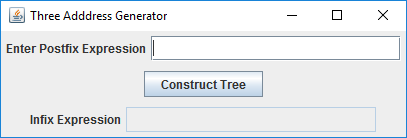 Three Adddress Generator
Enter Postfix Expression
Construct Tree
Infix Expression